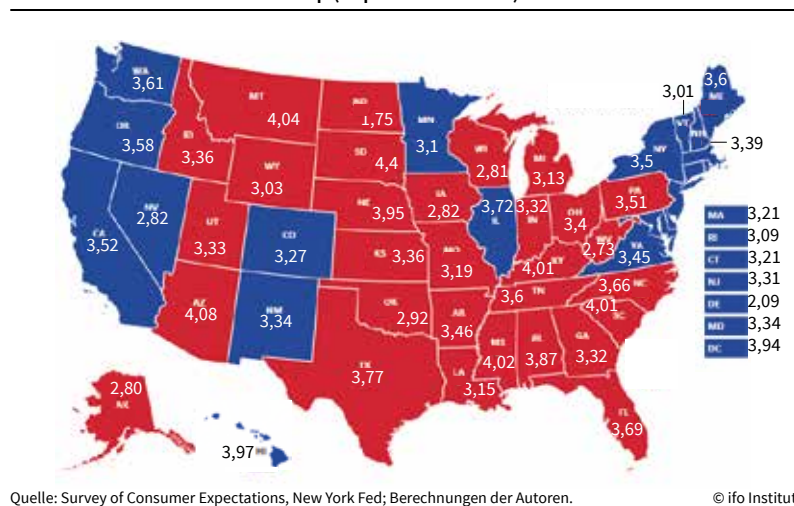 WA
3,61
OR
3,58
CA
3,52
NV
2,82
ID
3,36
MT
4,04
WY
3,03
UT
3,33
AZ
4,08
CO
3,27
NM
3,34
ND
1,75
SD
4,4
NE
3,95
KS 3,36
OK
2,92
TX
3,77
MN
3,1
IA
2,82
MO
3,19
AR
3,46
LA
3,15
WI
2,81
IL
3,72
MI
3,13
IN
3,32
OH
3,4
KY
4,01
TN
3,6
MS
4,02
AL
3,87
GA
3,32
FL
3,69
SC
4,01
NC
3,66
VA
3,45
WV
2,73
PA
3,51
NY
3,5
VT
3,01
NH
3,39
ME
3,6
MA 3,21
RI 3,09
CT 3,21
NJ 3,31
DE 2,09
MD 3,34
DC 3,94
AK
2,80
HI
3,97
Quelle: Survey of Consumer Expectations, New York Fed; Berechnungen der Autoren.
© ifo Institut